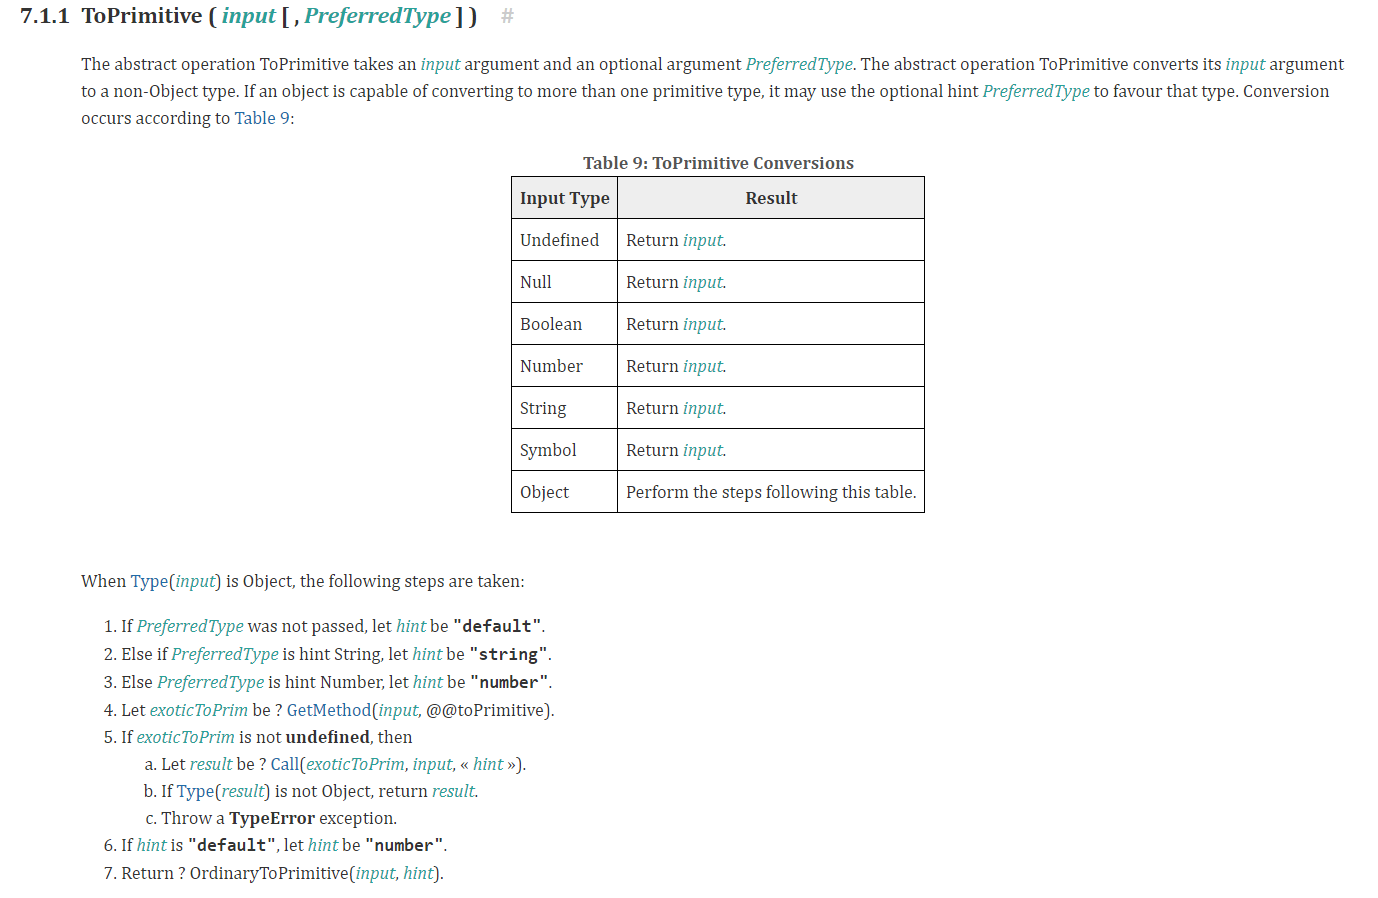 7.1.1 ToPrimitive ( input [ , PreferredType ] ) #
The abstract operation ToPrimitive takes an input argument and an optional argument PreferredType. The abstract operation ToPrimitive converts its input argument
to a non-Object type. If an object is capable of converting to more than one primitive type, it may use the optional hint PreferredType to favour that type. Conversion
occurs according to Table 9:
Table 9: ToPrimitive Conversions
Input Type Result
Undefined Return input.
Null Return input.
Boolean Return input.
Number Return input.
String Return input.
Symbol Return input.
Object Perform the steps following this table.
When Type(input) is Object, the following steps are taken:
1. If PreferredType was not passed, let hint be "default".
2. Else if PreferredType is hint String, let hint be "string".
3. Else PreferredType is hint Number, let hint be "number".
4. Let exoticToPrim be ? GetMethod(input, @@toPrimitive).
5. If exoticToPrim is not undefined, then
a. Let result be ? Call(exoticToPrim, input, « hint »).
b. If Type(result) is not Object, return result.
c. Throw a TypeError exception.
6. If hint is "default", let hint be "number".
7. Return ? OrdinaryToPrimitive(input, hint).